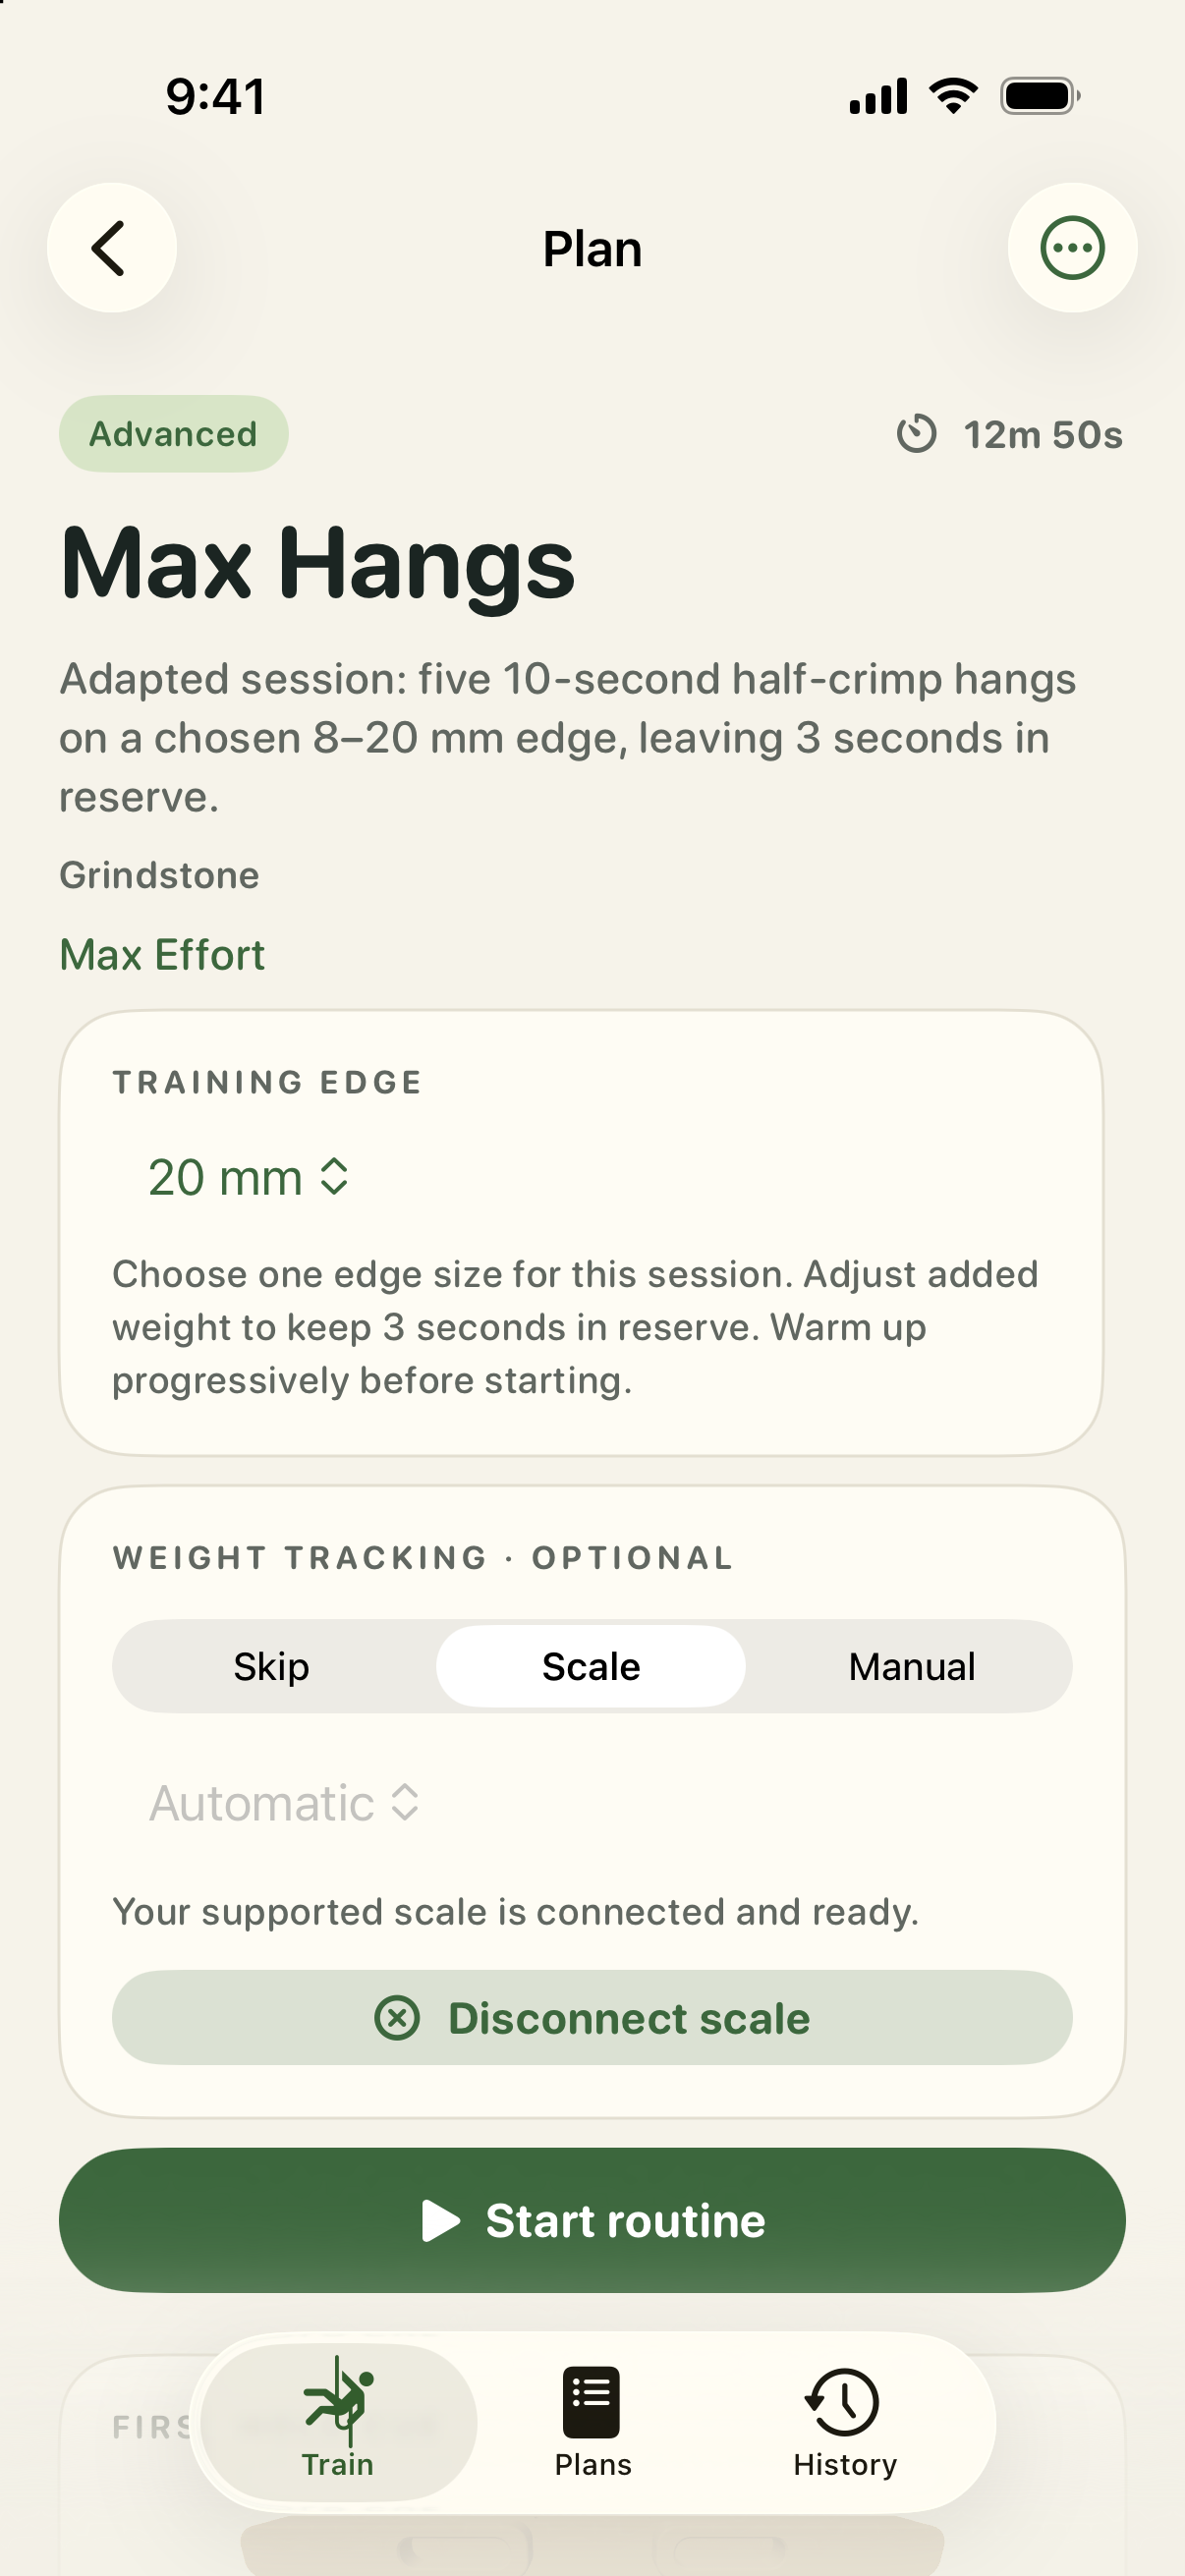 9:41
Plan
Advanced
12m 50s
Max Hangs
Adapted session: five 10-second half-crimp hangs
on a chosen 8–20 mm edge, leaving 3 seconds in
reserve.
Grindstone
Max Effort
TRAINING EDGE
20 mm
Choose one edge size for this session. Adjust added
weight to keep 3 seconds in reserve. Warm up
progressively before starting.
WEIGHT TRACKING · OPTIONAL
Skip
Scale
Manual
Automatic
Your supported scale is connected and ready.
Disconnect scale
Start routine
Train
Plans
History